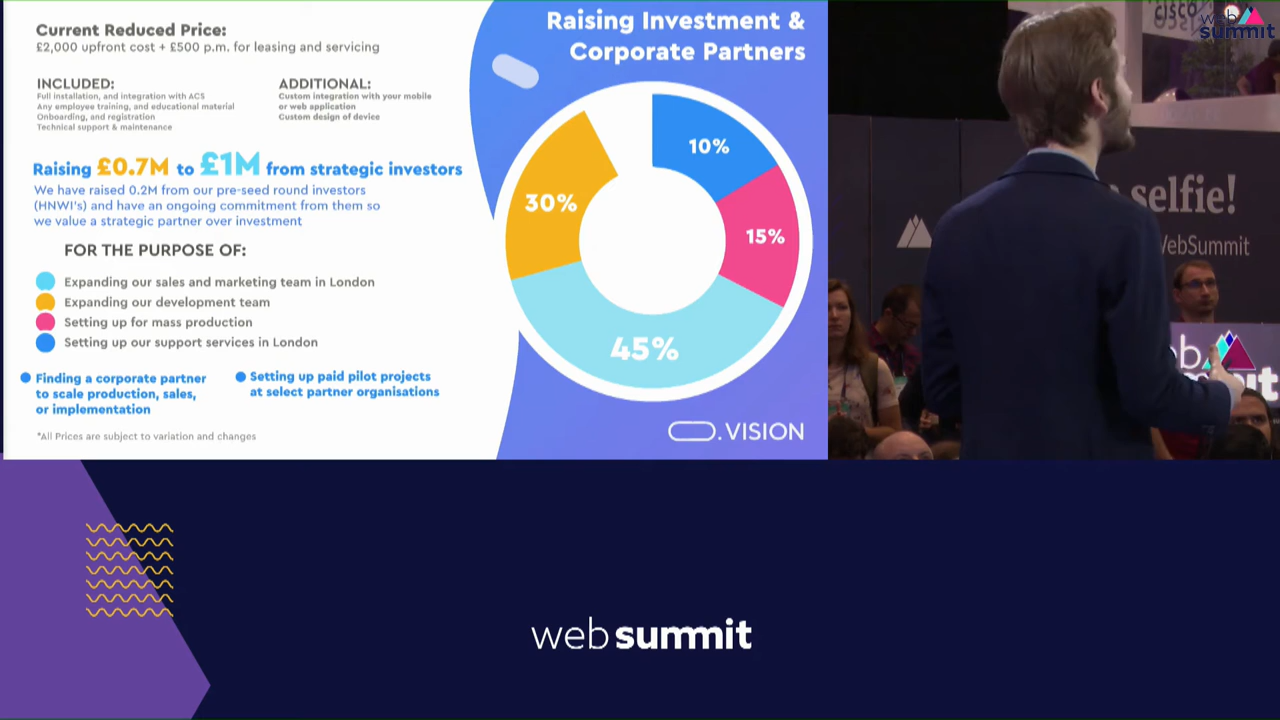 Current Reduced Price:
£2,000 upfront cost + £500 p.m. for leasing and servicing
INCLUDED:
Full installation, and integration with ACS
Any employee training, and educational material
Onboarding, and registration
Technical support & maintenance
ADDITIONAL:
Custom integration with your mobile
or web application
Custom design of device
Raising £0.7M to £1M from strategic investors
We have raised 0.2M from our pre-seed round investors
(HNWI's) and have an ongoing commitment from them so
we value a strategic partner over investment
FOR THE PURPOSE OF:
Expanding our sales and marketing team in London
Expanding our development team
Setting up for mass production
Setting up our support services in London
Finding a corporate partner
to scale production, sales,
or implementation
Setting up paid pilot projects
at select partner organisations
*All Prices are subject to variation and changes
Raising Investment &
Corporate Partners
10%
30%
15%
45%
.VISION
cisco
web
summit
selfie!
WebSummit
web summit